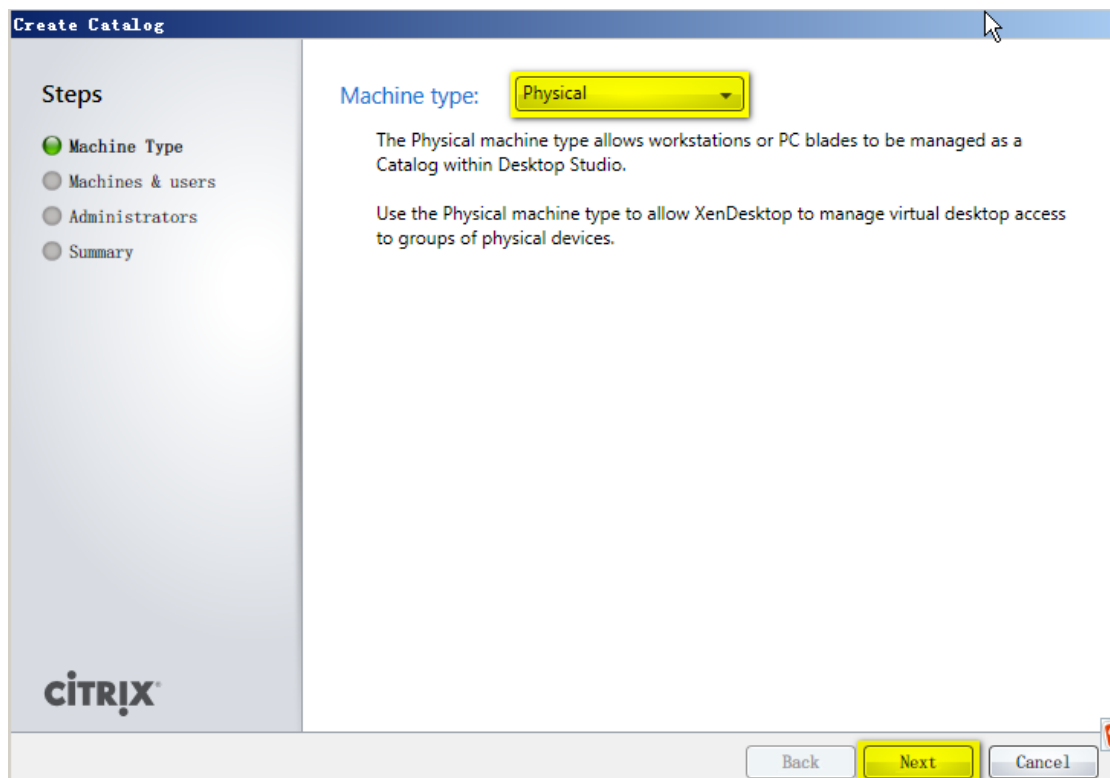 Create Catalog
Steps
Machine Type
Machines & users
Administrators
Summary
Machine type:
Physical
The Physical machine type allows workstations or PC blades to be managed as a
Catalog within Desktop Studio.
Use the Physical machine type to allow XenDesktop to manage virtual desktop access
to groups of physical devices.
CITRIX
Back
Next
Cancel